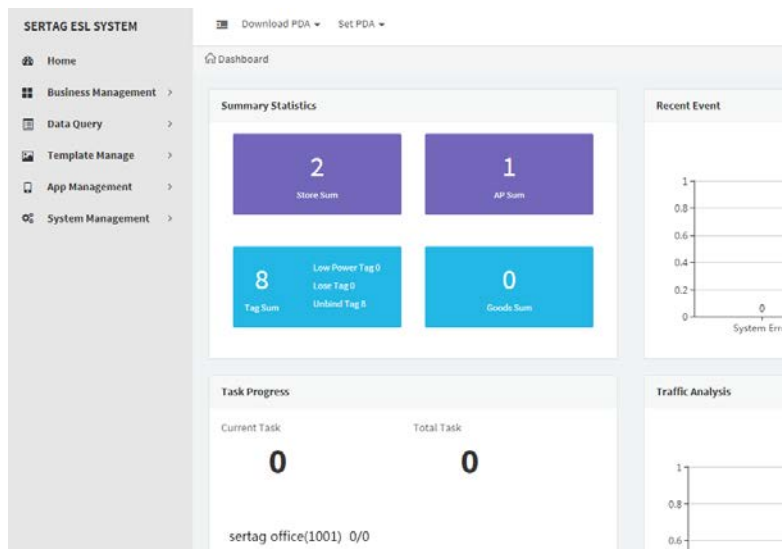 SERTAG ESL SYSTEM
Download PDA Set PDA
Home
Business Management
Data Query
Template Manage
App Management
System Management
Dashboard
Summary Statistics
2
Store Sum
1
AP Sum
8
Tag Sum
Low Power Tag 0
Lose Tag 0
Unbind Tag 8
0
Goods Sum
Recent Event
1
0.8
0.6
0.4
0.2
0
0
System Err
Task Progress
Current Task
0
Total Task
0
sertag office(1001) 0/0
Traffic Analysis
1
0.8
0.6